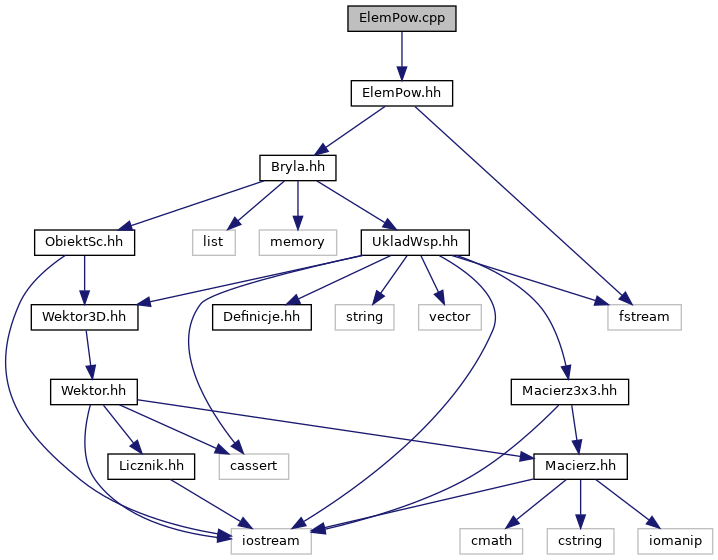 ElemPow.cpp
ElemPow.hh
Bryla.hh
ObiektSc.hh
list
memory
UkladWsp.hh
Wektor3D.hh
Definicje.hh
string
vector
fstream
Wektor.hh
Macierz3x3.hh
Licznik.hh
cassert
Macierz.hh
iostream
cmath
cstring
iomanip